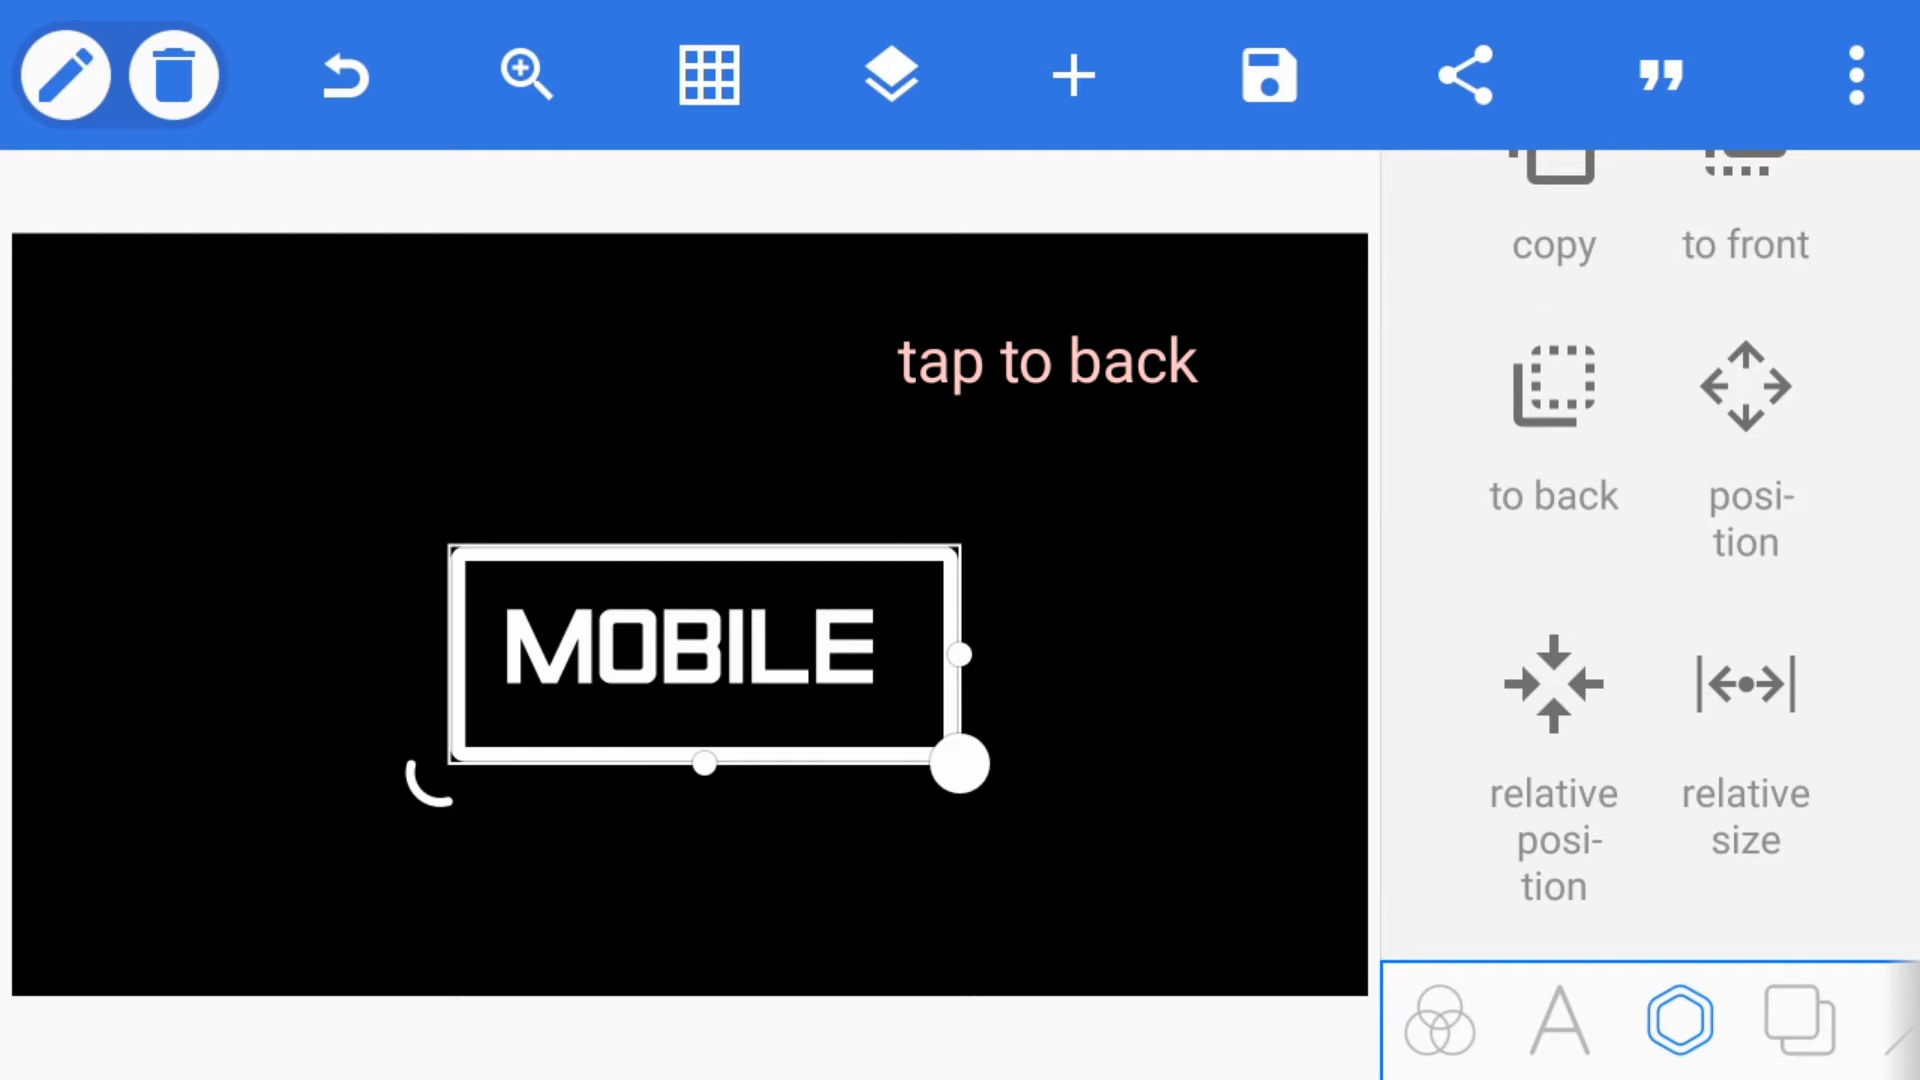 copy
to front
tap to back
to back
posi-
tion
MOBILE
relative
posi-
tion
relative
size